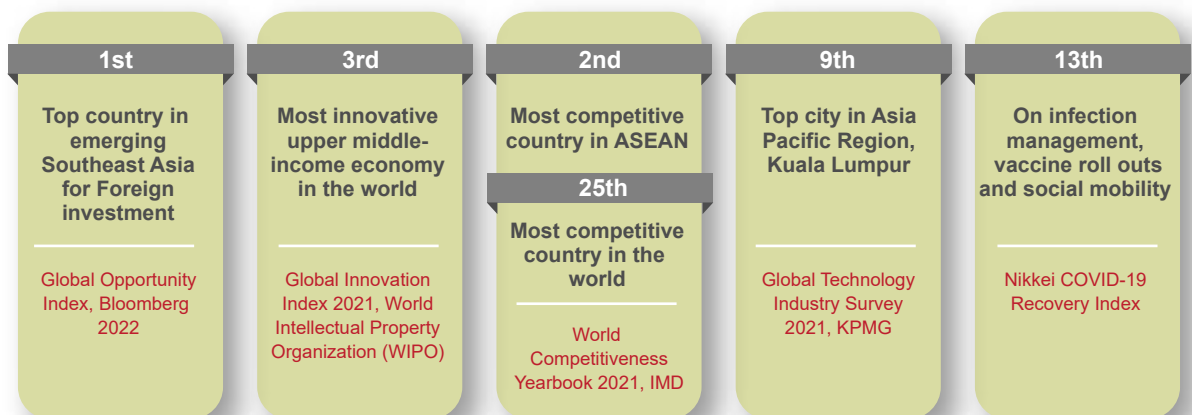 1st
Top country in
emerging
Southeast Asia
for Foreign
investment
Global Opportunity
Index, Bloomberg
2022
3rd
Most innovative
upper middle-
income economy
in the world
Global Innovation
Index 2021, World
Intellectual Property
Organization (WIPO)
2nd
Most competitive
country in ASEAN
25th
Most competitive
country in the
world
World
Competitiveness
Yearbook 2021, IMD
9th
Top city in Asia
Pacific Region,
Kuala Lumpur
Global Technology
Industry Survey
2021, KPMG
13th
On infection
management,
vaccine roll outs
and social mobility
Nikkei COVID-19
Recovery Index